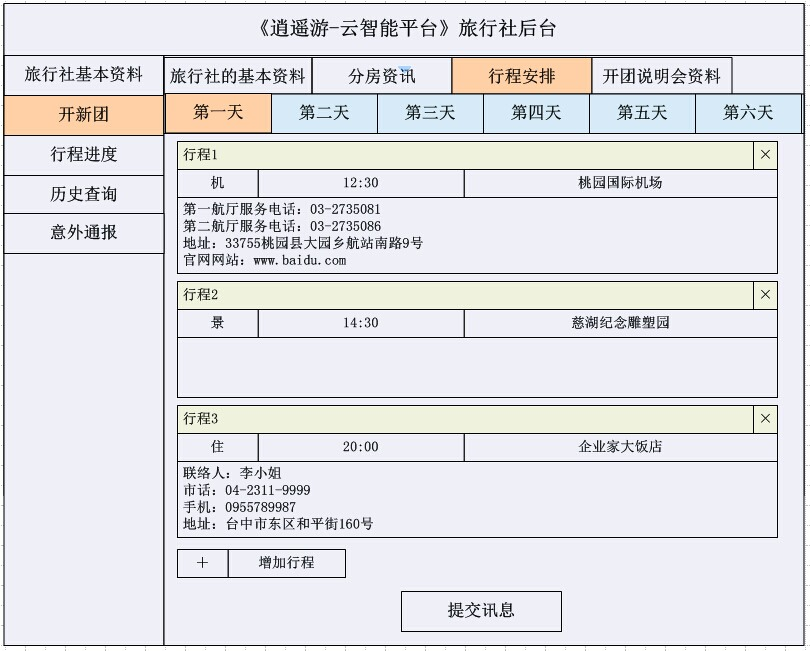 《逍遥游-云智能平台》旅行社后台
旅行社基本资料
旅行社的基本资料
分房资讯
行程安排
开团说明会资料
开新团
第一天
第二天
第三天
第四天
第五天
第六天
行程进度
历史查询
意外通报
行程1
×
机
12:30
桃园国际机场
第一航厅服务电话：03-2735081
第二航厅服务电话：03-2735086
地址：33755桃园县大园乡航站南路9号
官网网站：www.baidu.com
行程2
×
景
14:30
慈湖纪念雕塑园
行程3
×
住
20:00
企业家大饭店
联络人：李小姐
市话：04-2311-9999
手机：0955789987
地址：台中市东区和平街160号
+
增加行程
提交讯息